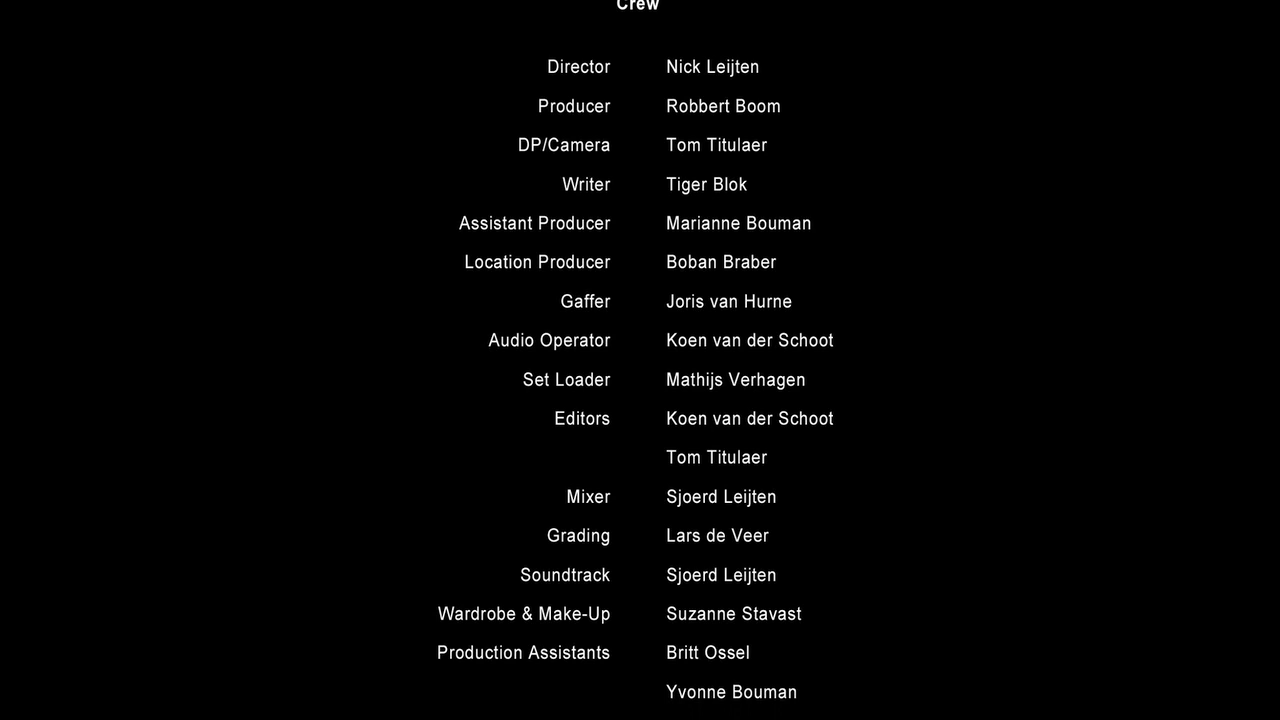 Crew
Director Nick Leijten
Producer Robbert Boom
DP/Camera Tom Titulaer
Writer Tiger Blok
Assistant Producer Marianne Bouman
Location Producer Boban Braber
Gaffer Joris van Hurne
Audio Operator Koen van der Schoot
Set Loader Mathijs Verhagen
Editors Koen van der Schoot
Tom Titulaer
Mixer Sjoerd Leijten
Grading Lars de Veer
Soundtrack Sjoerd Leijten
Wardrobe & Make-Up Suzanne Stavast
Production Assistants Britt Ossel
Yvonne Bouman